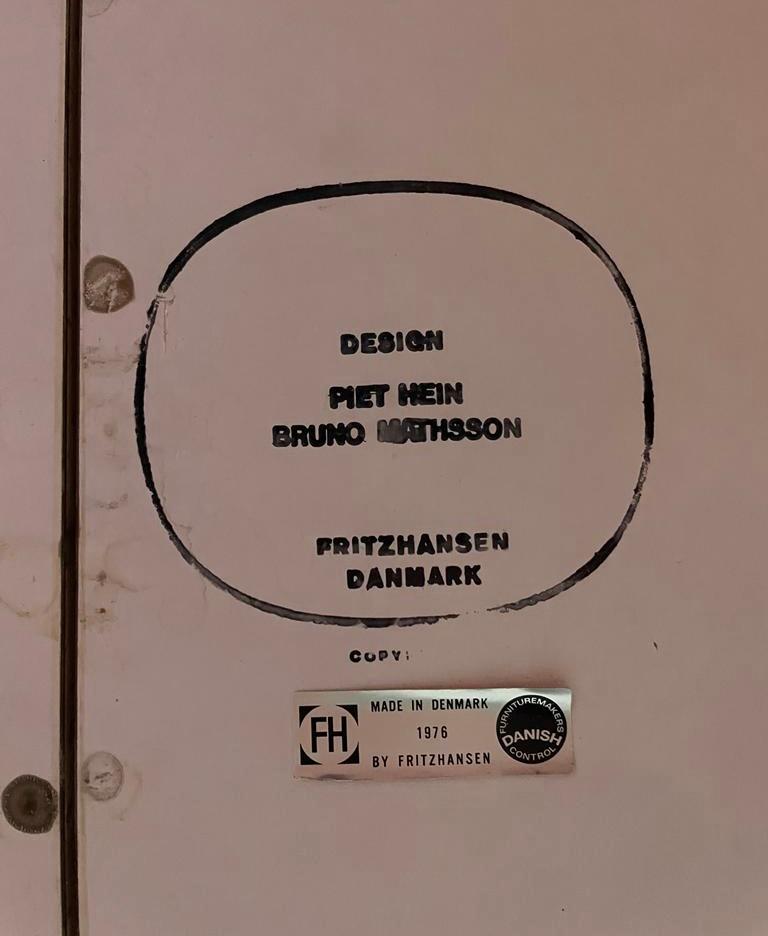 DESIGN
PIET HEIN
BRUNO MATHSSON
FRITZHANSEN
DANMARK
COPY
FH
MADE IN DENMARK
1976
BY FRITZHANSEN
FURNITUREMAKERS
DANISH
CONTROL